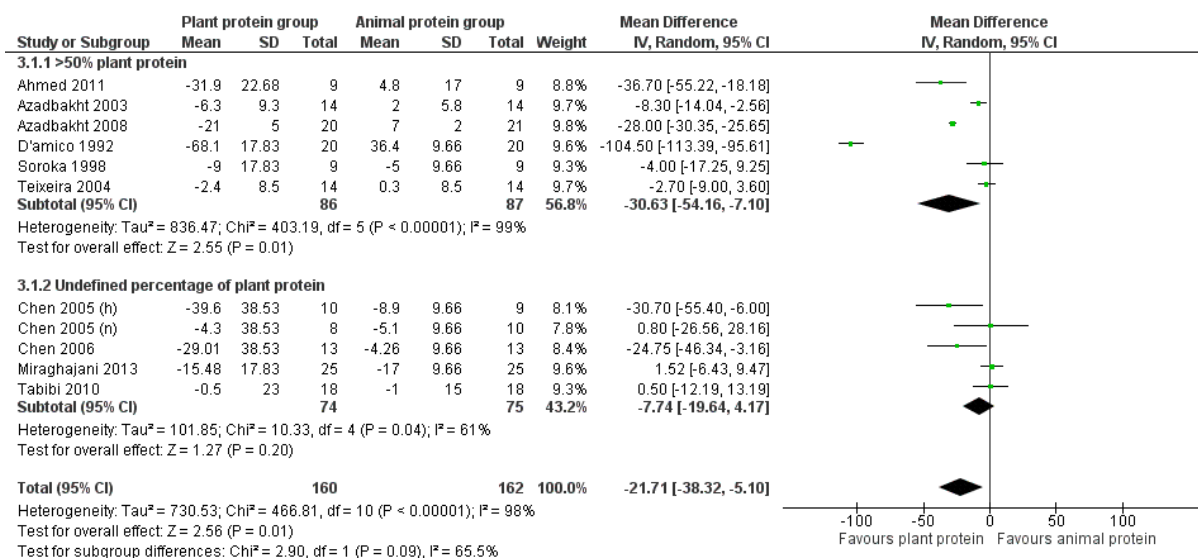 Plant protein group Animal protein group Mean Difference Mean Difference
Study or Subgroup Mean SD Total Mean SD Total Weight IV, Random, 95% CI IV, Random, 95% CI
3.1.1 >50% plant protein
Ahmed 2011 -31.9 22.68 9 4.8 17 9 8.8% -36.70 [-55.22, -18.18]
Azadbakht 2003 -6.3 9.3 14 2 5.8 14 9.7% -8.30 [-14.04, -2.56]
Azadbakht 2008 -21 5 20 7 2 21 9.8% -28.00 [-30.35, -25.65]
D'amico 1992 -68.1 17.83 20 36.4 9.66 20 9.6% -104.50 [-113.39, -95.61]
Soroka 1998 -9 17.83 9 -5 9.66 9 9.3% -4.00 [-17.25, 9.25]
Teixeira 2004 -2.4 8.5 14 0.3 8.5 14 9.7% -2.70 [-9.00, 3.60]
Subtotal (95% CI) 86 87 56.8% -30.63 [-54.16, -7.10]
Heterogeneity: Tau² = 836.47; Chi² = 403.19, df = 5 (P < 0.00001); I² = 99%
Test for overall effect: Z = 2.55 (P = 0.01)
3.1.2 Undefined percentage of plant protein
Chen 2005 (h) -39.6 38.53 10 -8.9 9.66 9 8.1% -30.70 [-55.40, -6.00]
Chen 2005 (n) -4.3 38.53 8 -5.1 9.66 10 7.8% 0.80 [-26.56, 28.16]
Chen 2006 -29.01 38.53 13 -4.26 9.66 13 8.4% -24.75 [-46.34, -3.16]
Miraghajani 2013 -15.48 17.83 25 -17 9.66 25 9.6% 1.52 [-6.43, 9.47]
Tabibi 2010 -0.5 23 18 -1 15 18 9.3% 0.50 [-12.19, 13.19]
Subtotal (95% CI) 74 75 43.2% -7.74 [-19.64, 4.17]
Heterogeneity: Tau² = 101.85; Chi² = 10.33, df = 4 (P = 0.04); I² = 61%
Test for overall effect: Z = 1.27 (P = 0.20)
Total (95% CI) 160 162 100.0% -21.71 [-38.32, -5.10]
Heterogeneity: Tau² = 730.53; Chi² = 466.81, df = 10 (P < 0.00001); I² = 98%
Test for overall effect: Z = 2.56 (P = 0.01)
Test for subgroup differences: Chi² = 2.90, df = 1 (P = 0.09), I² = 65.5%
-100 -50 0 50 100
Favours plant protein Favours animal protein